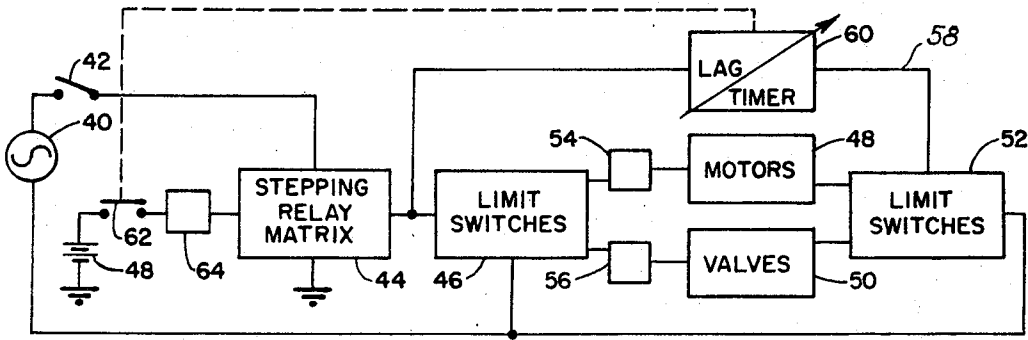 42
40
62
48
64
STEPPING
RELAY
MATRIX
44
LIMIT
SWITCHES
46
54
56
LAG
TIMER
60
58
MOTORS
48
VALVES
50
LIMIT
SWITCHES
52